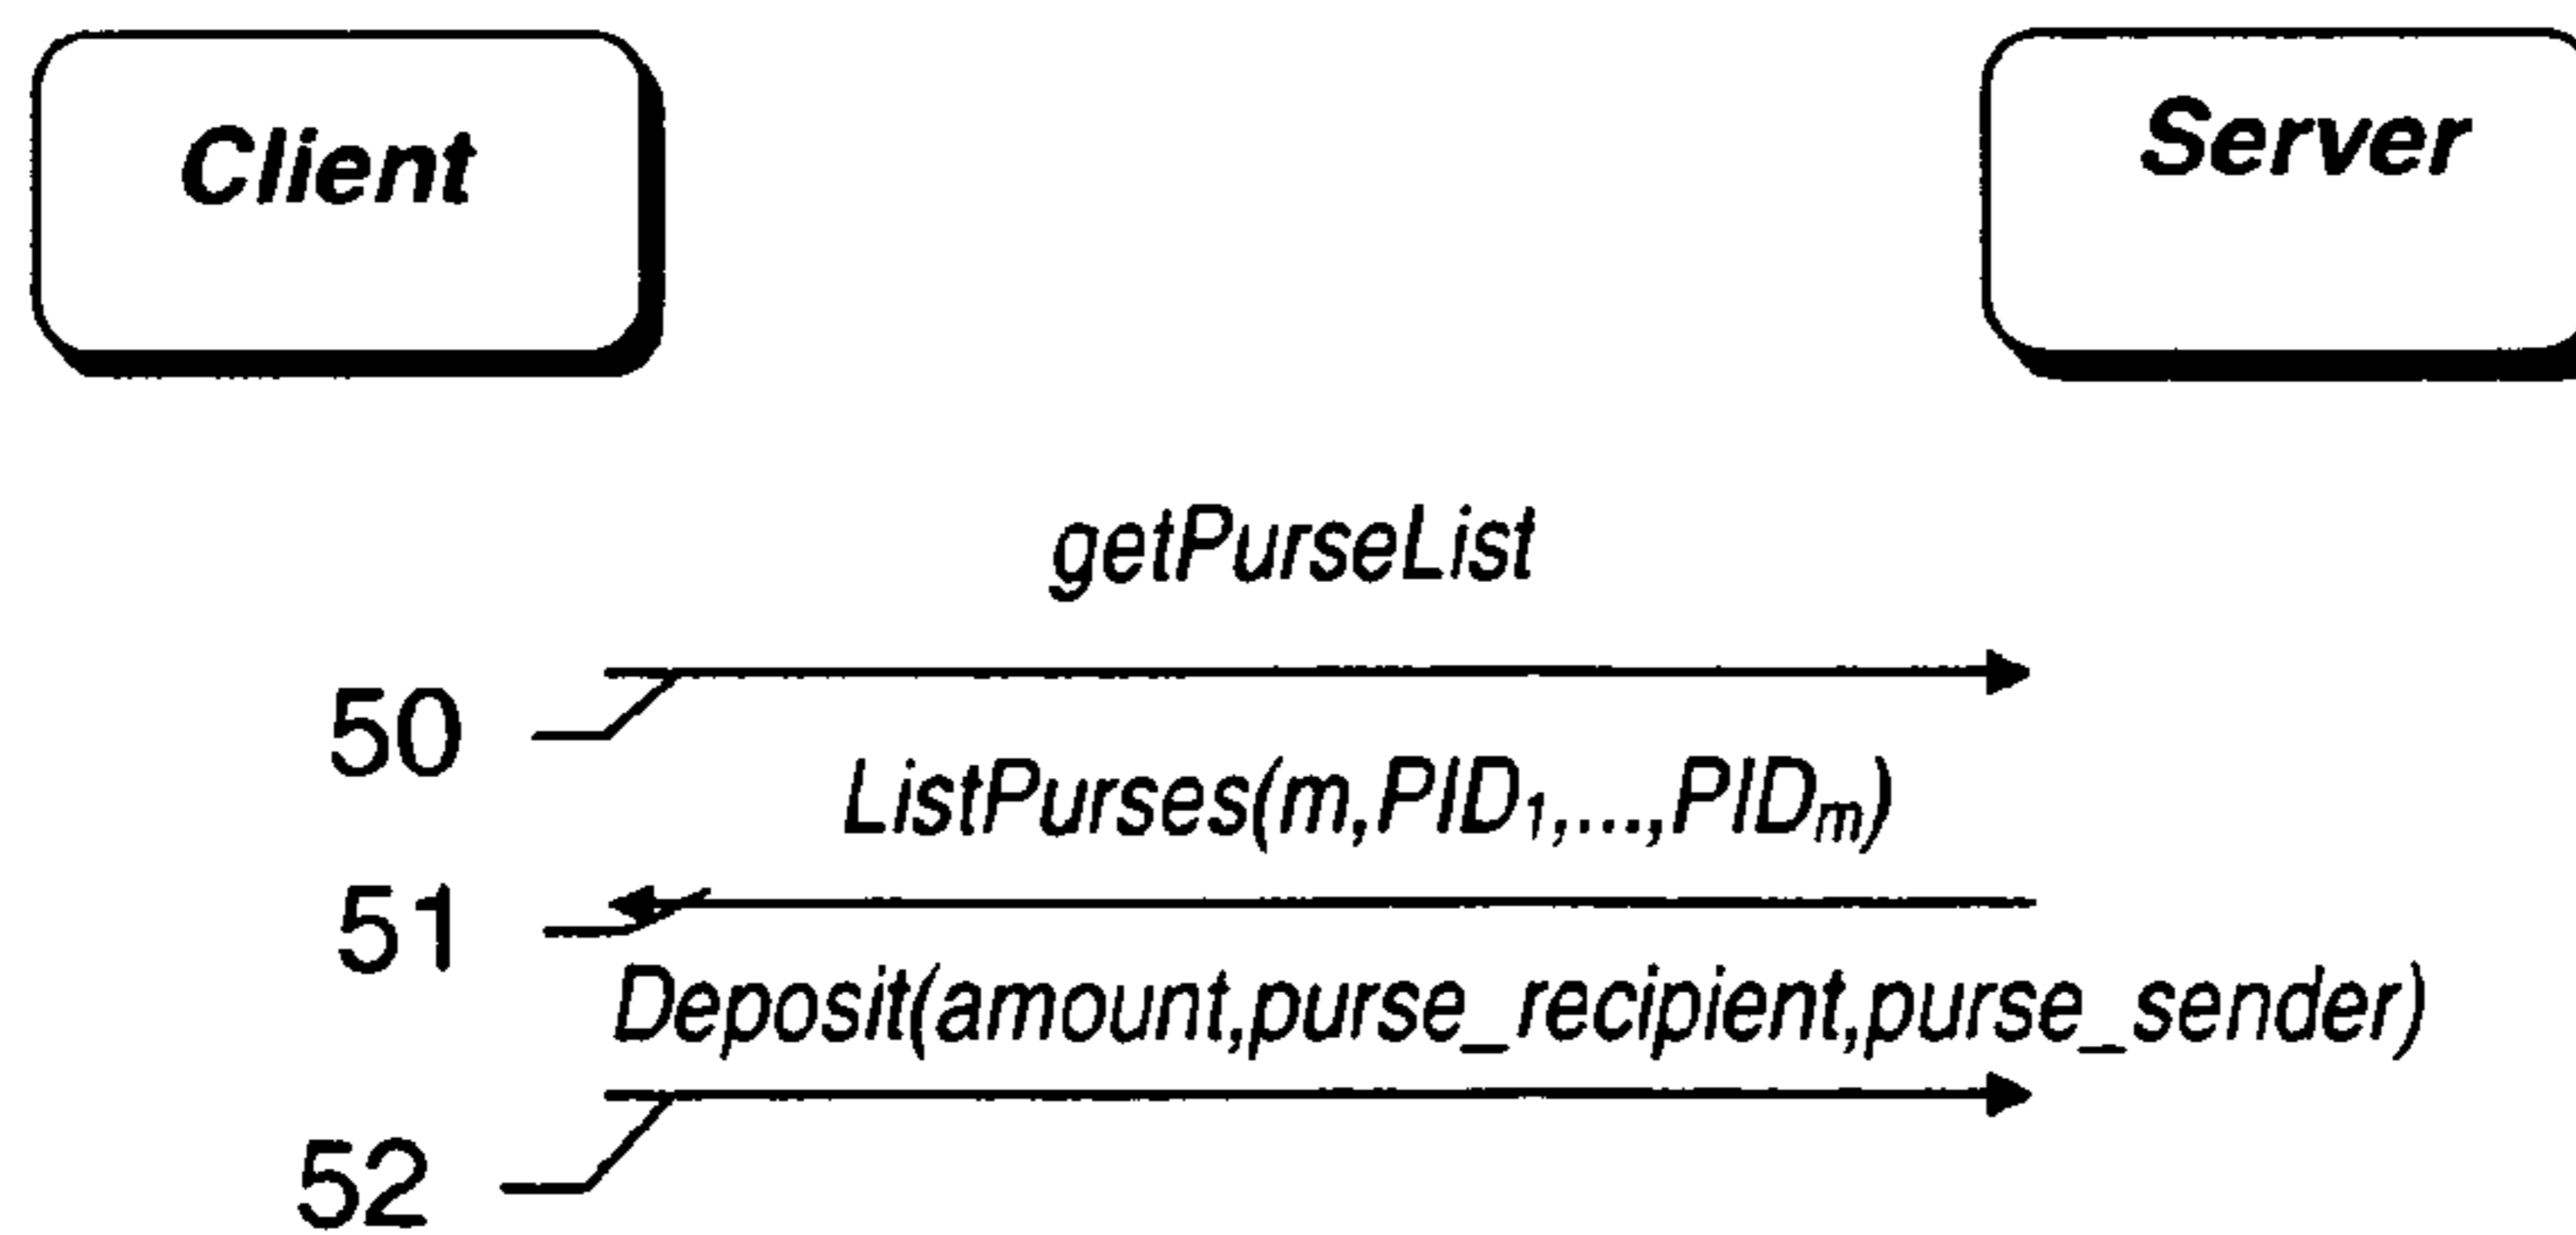 Client Server
getPurseList
50
ListPurses(m,PID₁,...,PIDₘ)
51
Deposit(amount,purse_recipient,purse_sender)
52